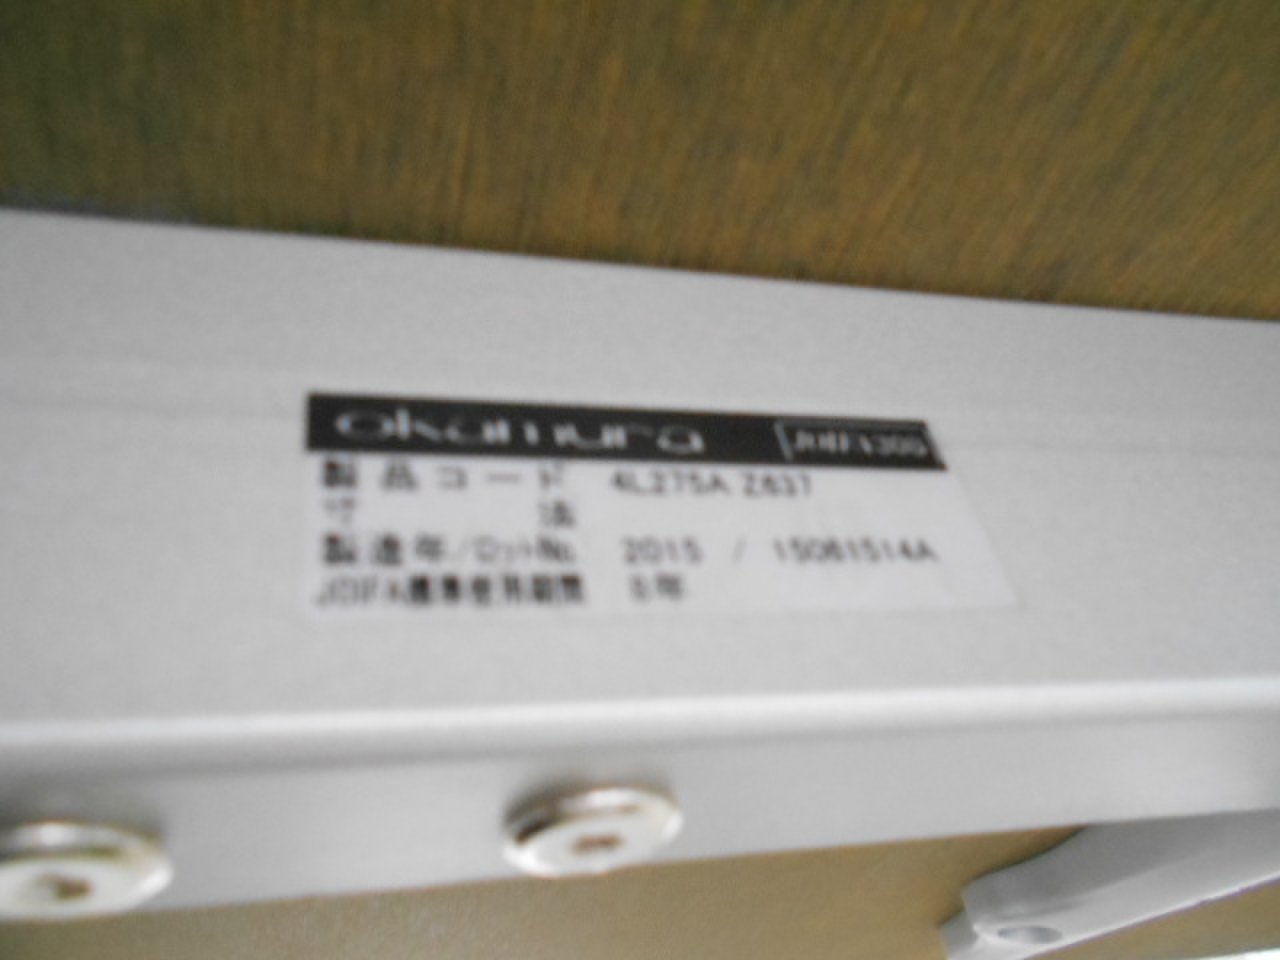 okamura JOIFA300
製品コード 4L275A Z637
寸 法
製造年/ロットNo. 2015 / 15061514A
JOIFA標準使用期間 8年